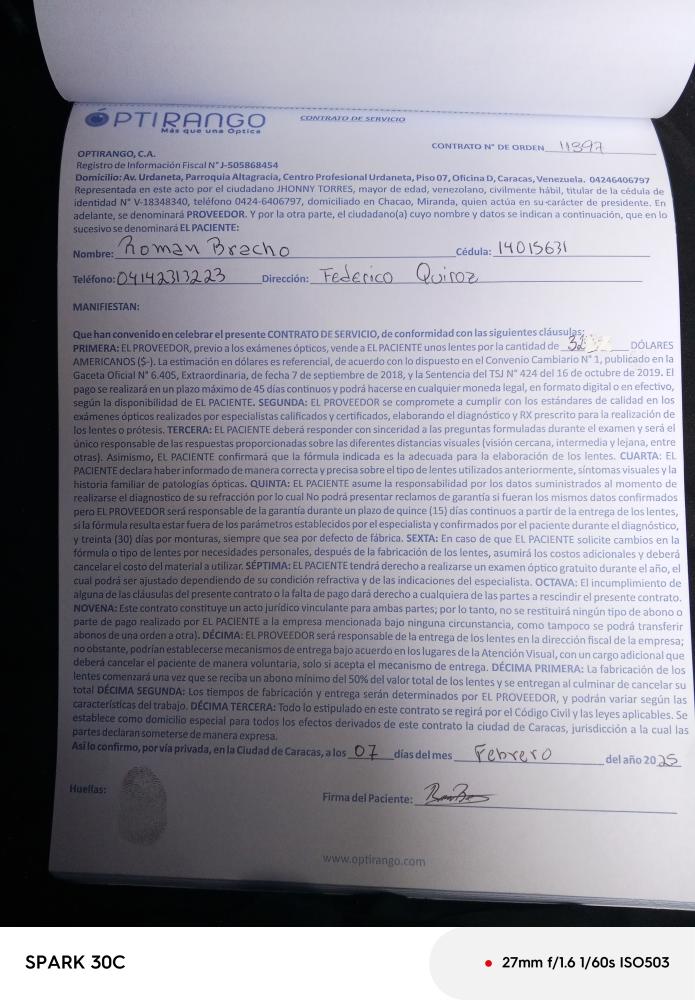 OPTIRANGO
Más que una Óptica
CONTRATO DE SERVICIO
CONTRATO N° DE ORDEN 11897
OPTIRANGO, C.A.
Registro de Información Fiscal N° J-505868454
Domicilio: Av. Urdaneta, Parroquia Altagracia, Centro Profesional Urdaneta, Piso 07, Oficina D, Caracas, Venezuela. 04246406797
Representada en este acto por el ciudadano JHONNY TORRES, mayor de edad, venezolano, civilmente hábil, titular de la cédula de
identidad N° V-18348340, teléfono 0424-6406797, domiciliado en Chacao, Miranda, quien actúa en su carácter de presidente. En
adelante, se denominará PROVEEDOR. Y por la otra parte, el ciudadano(a) cuyo nombre y datos se indican a continuación, que en lo
sucesivo se denominará EL PACIENTE:
Nombre: Roman Bracho Cédula: 14015631
Teléfono: 04142313223 Dirección: Federico Quiroz
MANIFIESTAN:
Que han convenido en celebrar el presente CONTRATO DE SERVICIO, de conformidad con las siguientes cláusulas:
PRIMERA: EL PROVEEDOR, previo a los exámenes ópticos, vende a EL PACIENTE unos lentes por la cantidad de DÓLARES
AMERICANOS ($-). La estimación en dólares es referencial, de acuerdo con lo dispuesto en el Convenio Cambiario N° 1, publicado en la
Gaceta Oficial N° 6.405, Extraordinaria, de fecha 7 de septiembre de 2018, y la Sentencia del TSJ N° 424 del 16 de octubre de 2019. El
pago se realizará en un plazo máximo de 45 días continuos y podrá hacerse en cualquier moneda legal, en formato digital o en efectivo,
según la disponibilidad de EL PACIENTE. SEGUNDA: EL PROVEEDOR se compromete a cumplir con los estándares de calidad en los
exámenes ópticos realizados por especialistas calificados y certificados, elaborando el diagnóstico y RX prescrito para la realización de
los lentes o prótesis. TERCERA: EL PACIENTE deberá responder con sinceridad a las preguntas formuladas durante el examen y será el
único responsable de las respuestas proporcionadas sobre las diferentes distancias visuales (visión cercana, intermedia y lejana, entre
otras). Asimismo, EL PACIENTE confirmará que la fórmula indicada es la adecuada para la elaboración de los lentes. CUARTA: EL
PACIENTE declara haber informado de manera correcta y precisa sobre el tipo de lentes utilizados anteriormente, síntomas visuales y la
historia familiar de patologías ópticas. QUINTA: EL PACIENTE asume la responsabilidad por los datos suministrados al momento de
realizarse el diagnostico de su refracción por lo cual No podrá presentar reclamos de garantía si fueran los mismos datos confirmados
pero EL PROVEEDOR será responsable de la garantía durante un plazo de quince (15) días continuos a partir de la entrega de los lentes,
si la fórmula resulta estar fuera de los parámetros establecidos por el especialista y confirmados por el paciente durante el diagnóstico,
y treinta (30) días por monturas, siempre que sea por defecto de fábrica. SEXTA: En caso de que EL PACIENTE solicite cambios en la
fórmula o tipo de lentes por necesidades personales, después de la fabricación de los lentes, asumirá los costos adicionales y deberá
cancelar el costo del material a utilizar. SÉPTIMA: EL PACIENTE tendrá derecho a realizarse un examen óptico gratuito durante el año, el
cual podrá ser ajustado dependiendo de su condición refractiva y de las indicaciones del especialista. OCTAVA: El incumplimiento de
alguna de las cláusulas del presente contrato o la falta de pago dará derecho a cualquiera de las partes a rescindir el presente contrato.
NOVENA: Este contrato constituye un acto jurídico vinculante para ambas partes; por lo tanto, no se restituirá ningún tipo de abono o
parte de pago realizado por EL PACIENTE a la empresa mencionada bajo ninguna circunstancia, como tampoco se podrá transferir
abonos de una orden a otra). DÉCIMA: EL PROVEEDOR será responsable de la entrega de los lentes en la dirección fiscal de la empresa;
no obstante, podrían establecerse mecanismos de entrega bajo acuerdo en los lugares de la Atención Visual, con un cargo adicional que
deberá cancelar el paciente de manera voluntaria, solo si acepta el mecanismo de entrega. DÉCIMA PRIMERA: La fabricación de los
lentes comenzará una vez que se reciba un abono mínimo del 50% del valor total de los lentes y se entregan al culminar de cancelar su
total DÉCIMA SEGUNDA: Los tiempos de fabricación y entrega serán determinados por EL PROVEEDOR, y podrán variar según las
características del trabajo. DÉCIMA TERCERA: Todo lo estipulado en este contrato se regirá por el Código Civil y las leyes aplicables. Se
establece como domicilio especial para todos los efectos derivados de este contrato la ciudad de Caracas, jurisdicción a la cual las
partes declaran someterse de manera expresa.
Así lo confirmo, por vía privada, en la Ciudad de Caracas, a los 07 días del mes Febrero del año 2025
Huellas:
Firma del Paciente:
www.optirango.com
SPARK 30C
27mm f/1.6 1/60s ISO503